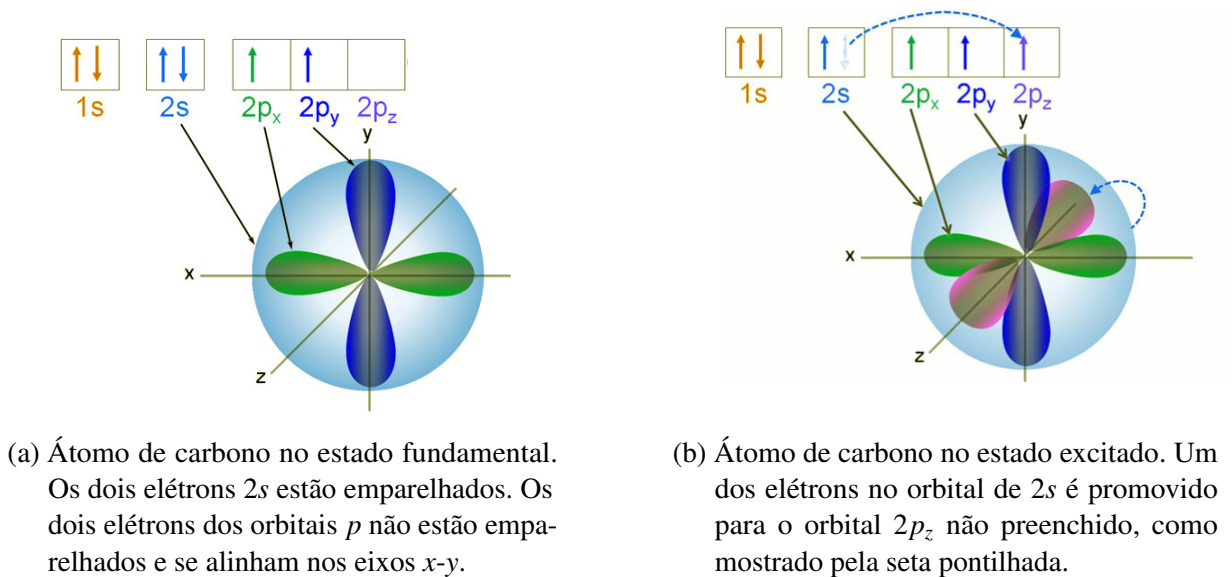 1s 2s 2px 2py 2pz
y
x
z
(a) Átomo de carbono no estado fundamental.
Os dois elétrons 2s estão emparelhados. Os
dois elétrons dos orbitais p não estão empa-
relhados e se alinham nos eixos x-y.
1s 2s 2px 2py 2pz
y
x
z
(b) Átomo de carbono no estado excitado. Um
dos elétrons no orbital de 2s é promovido
para o orbital 2pz não preenchido, como
mostrado pela seta pontilhada.